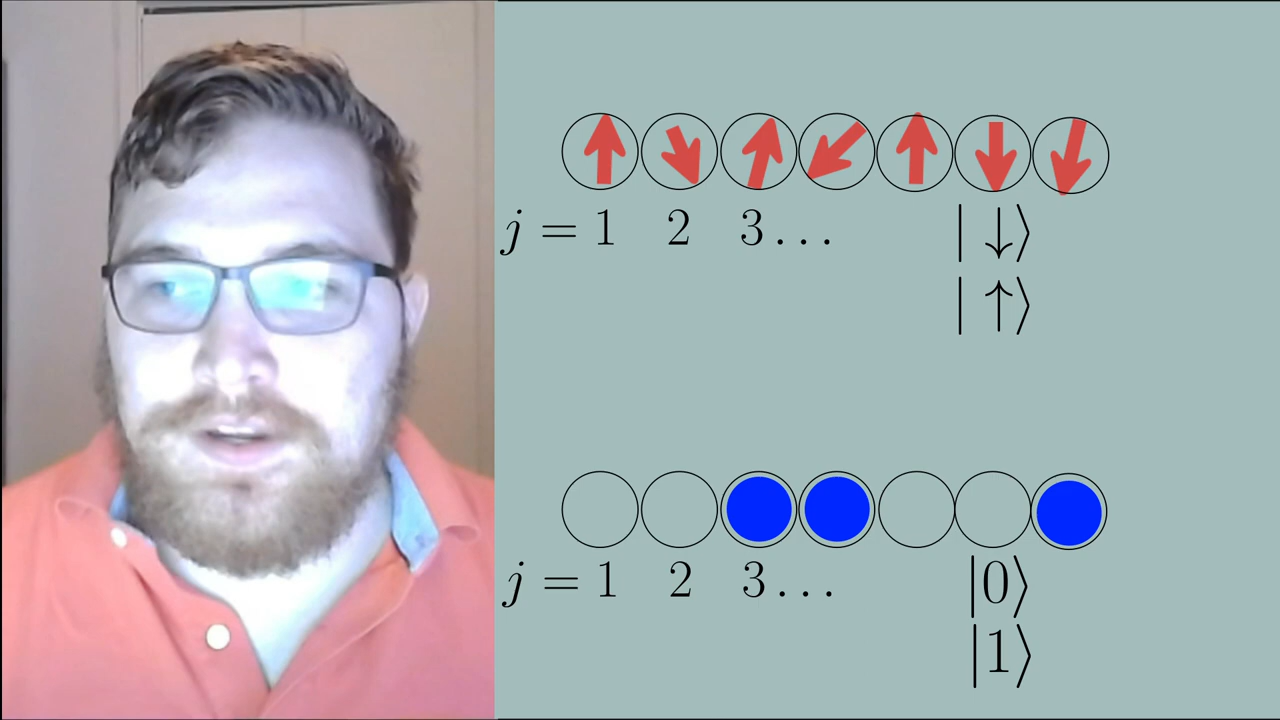 j = 1 2 3 . . .
| ↓⟩
| ↑⟩
j = 1 2 3 . . .
|0⟩
|1⟩